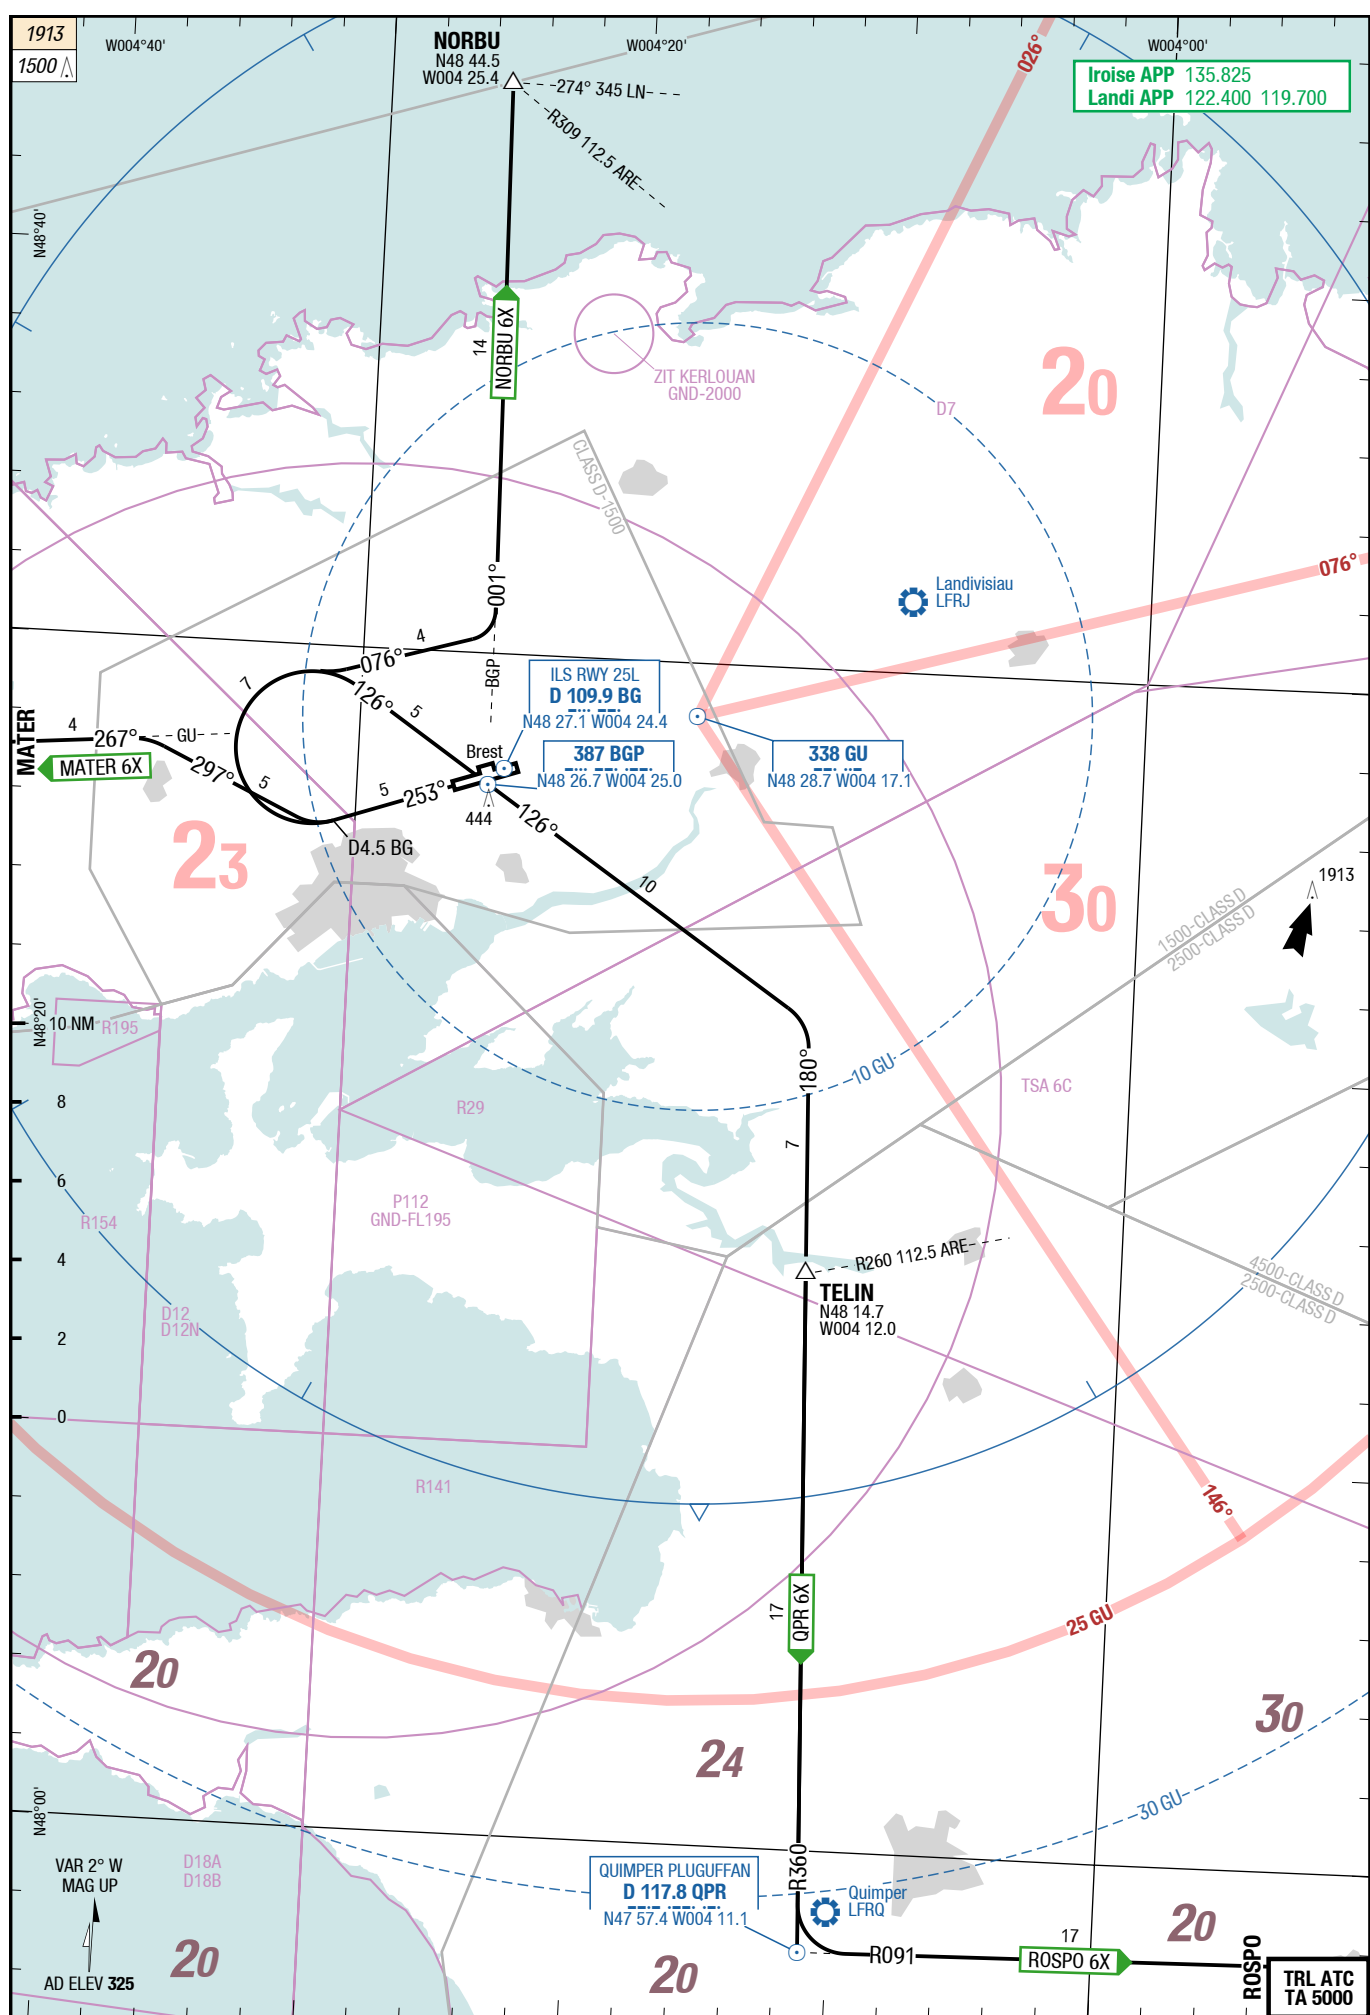 1913
1500
W004°40'
NORBU
N48 44.5
W004 25.4
W004°20'
W004°00'
026°
Iroise APP 135.825
Landi APP 122.400 119.700
274° 345 LN
R309 112.5 ARE
N48°40'
14
NORBU 6X
ZIT KERLOUAN
GND-2000
20
D7
CLASS D-1500
076°
Landivisiau
LFRJ
001°
4
076°
BGP
7
126°
5
ILS RWY 25L
D 109.9 BG
N48 27.1 W004 24.4
MATER
4
267°
GU
MATER 6X
297°
5
5
253°
Brest
387 BGP
N48 26.7 W004 25.0
338 GU
N48 28.7 W004 17.1
444
126°
D4.5 BG
23
10
30
1913
1500-CLASS D
2500-CLASS D
N48°20'
10 NM
R195
180°
10 GU
TSA 6C
8
R29
7
6
R154
P112
GND-FL195
4
R260 112.5 ARE
4500-CLASS D
2500-CLASS D
TELIN
N48 14.7
W004 12.0
D12
D12N
2
0
R141
146°
17
QPR 6X
25 GU
20
30
24
30 GU
N48°00'
VAR 2° W
MAG UP
D18A
D18B
R360
QUIMPER PLUGUFFAN
D 117.8 QPR
N47 57.4 W004 11.1
Quimper
LFRQ
20
AD ELEV 325
20
20
R091
17
ROSPO 6X
ROSPO
TRL ATC
TA 5000